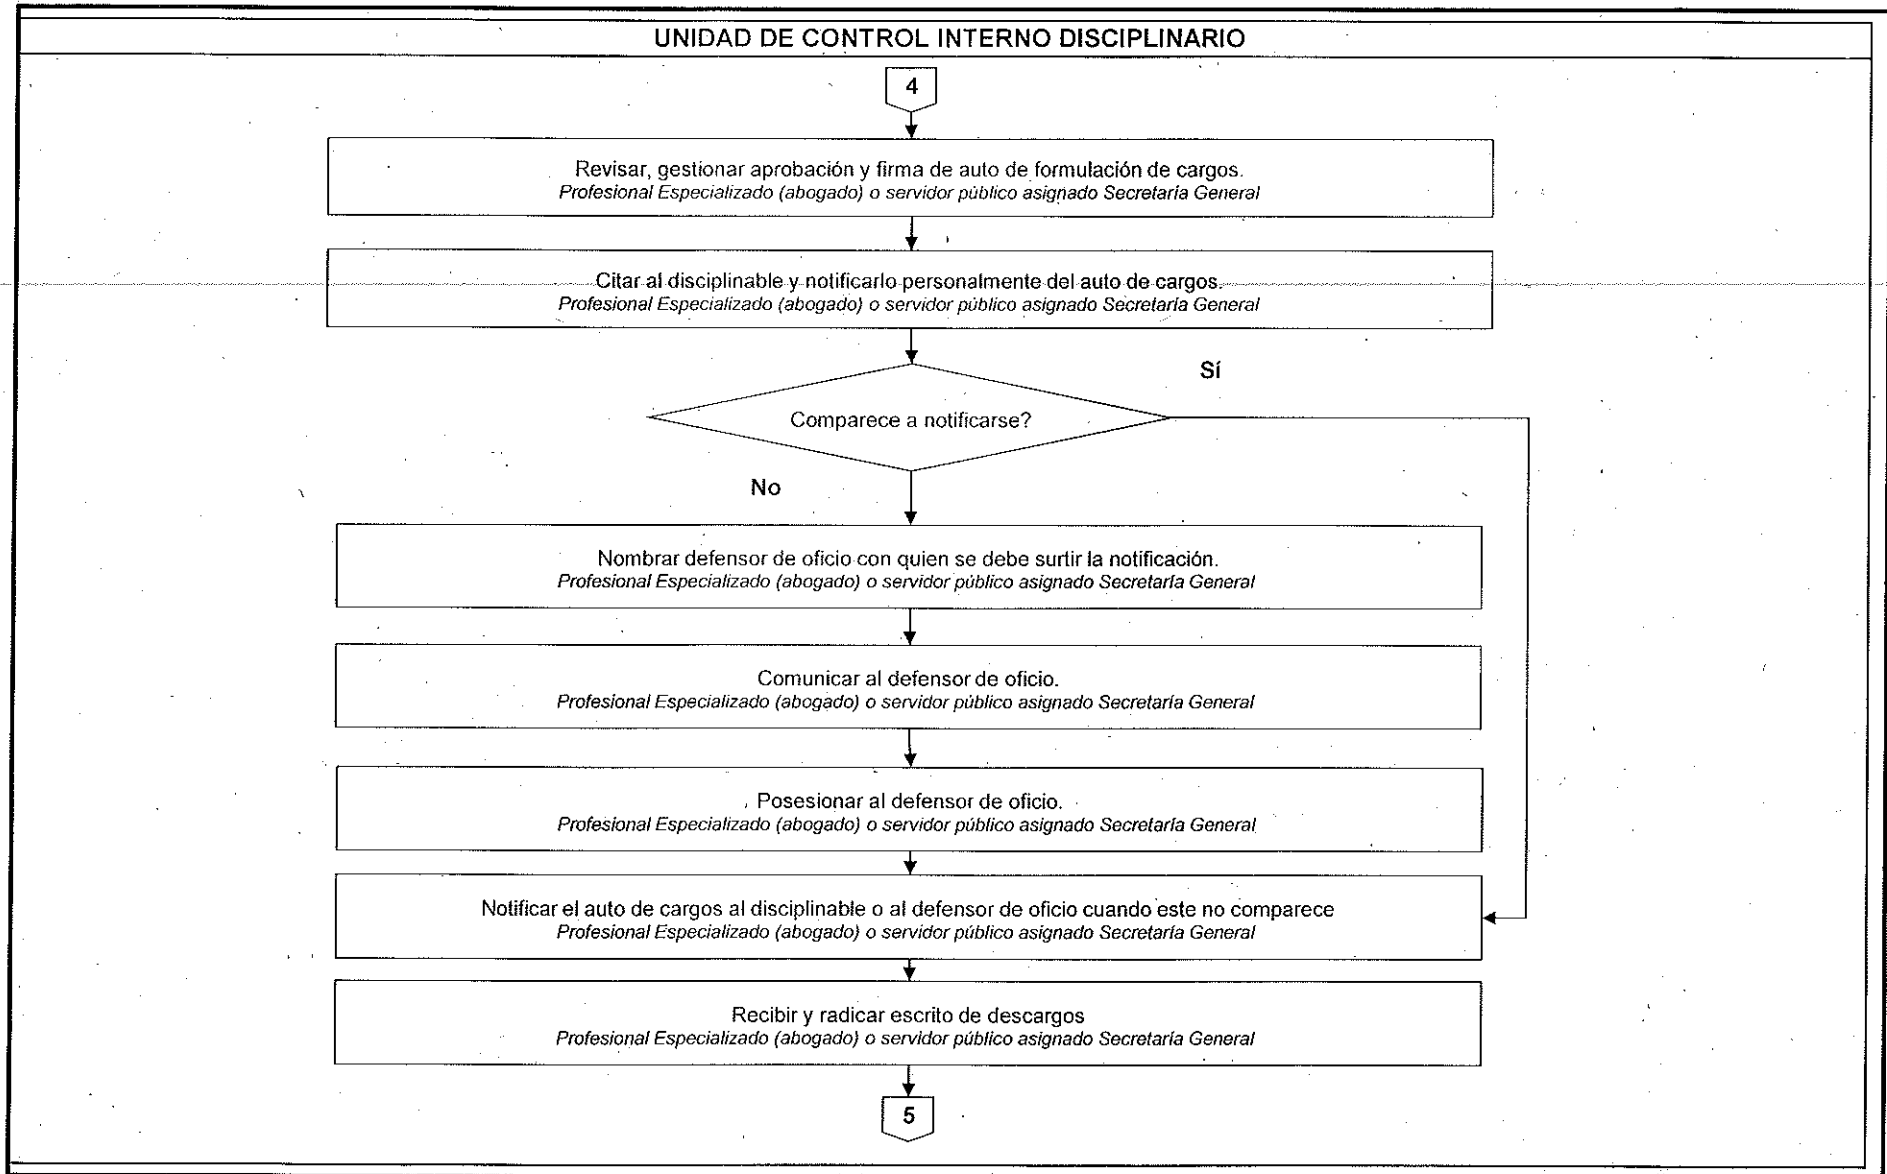 UNIDAD DE CONTROL INTERNO DISCIPLINARIO
4
Revisar, gestionar aprobación y firma de auto de formulación de cargos.
Profesional Especializado (abogado) o servidor público asignado Secretaría General
Citar al disciplinable y notificarlo personalmente del auto de cargos.
Profesional Especializado (abogado) o servidor público asignado Secretaría General
Sí
Comparece a notificarse?
No
Nombrar defensor de oficio con quien se debe surtir la notificación.
Profesional Especializado (abogado) o servidor público asignado Secretaría General
Comunicar al defensor de oficio.
Profesional Especializado (abogado) o servidor público asignado Secretaría General
Posesionar al defensor de oficio.
Profesional Especializado (abogado) o servidor público asignado Secretaría General
Notificar el auto de cargos al disciplinable o al defensor de oficio cuando este no comparece
Profesional Especializado (abogado) o servidor público asignado Secretaría General
Recibir y radicar escrito de descargos
Profesional Especializado (abogado) o servidor público asignado Secretaría General
5